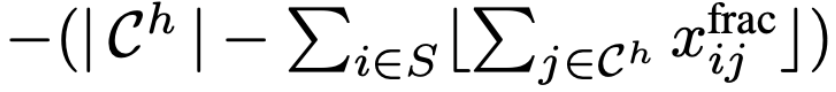 −(| 𝒞^h | − ∑_{i∈S} ⌊∑_{j∈𝒞^h} x_{ij}^{frac}⌋)